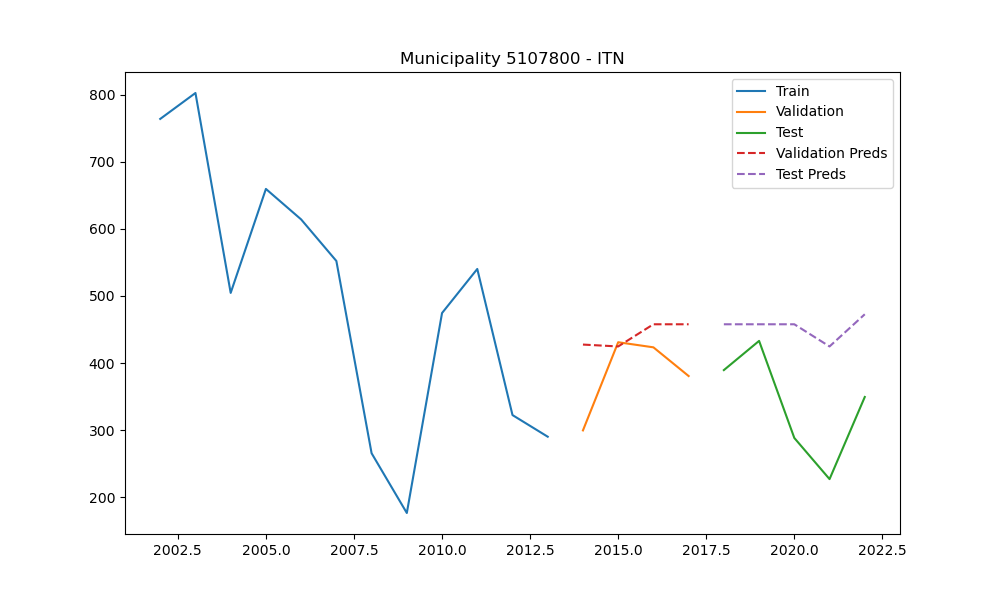 Municipality 5107800 - ITN
800
700
600
500
400
300
200
Train
Validation
Test
Validation Preds
Test Preds
2002.5 2005.0 2007.5 2010.0 2012.5 2015.0 2017.5 2020.0 2022.5